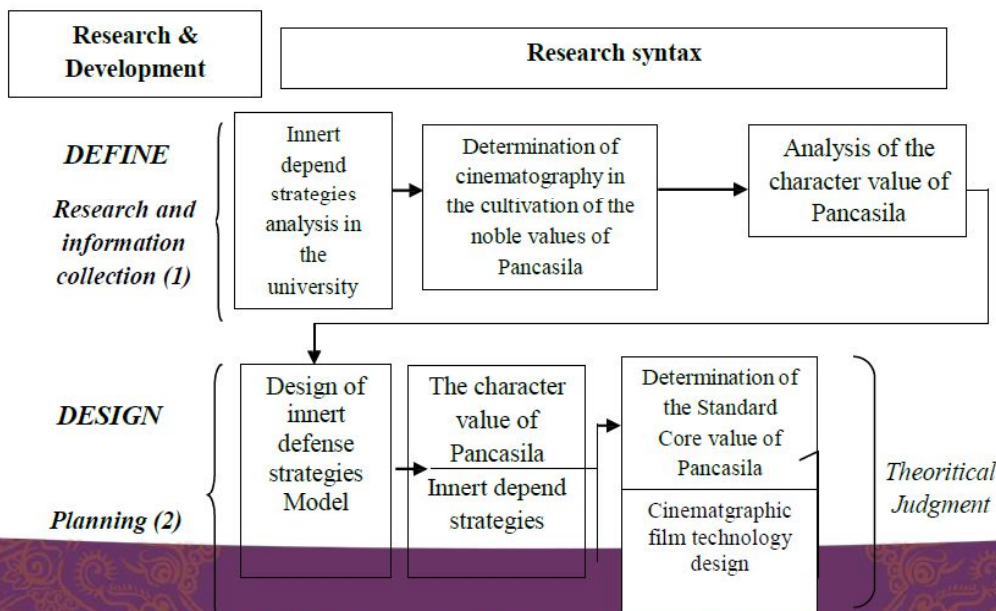 Research &
Development
Research syntax
DEFINE
Research and
information
collection (1)
Innert
depend
strategies
analysis in
the
university
Determination of
cinematography in
the cultivation of the
noble values of
Pancasila
Analysis of the
character value of
Pancasila
DESIGN
Planning (2)
Design of
innert
defense
strategies
Model
The character
value of
Pancasila
Innert depend
strategies
Determination of
the Standard
Core value of
Pancasila
Cinematgraphic
film technology
design
Theoritical
Judgment